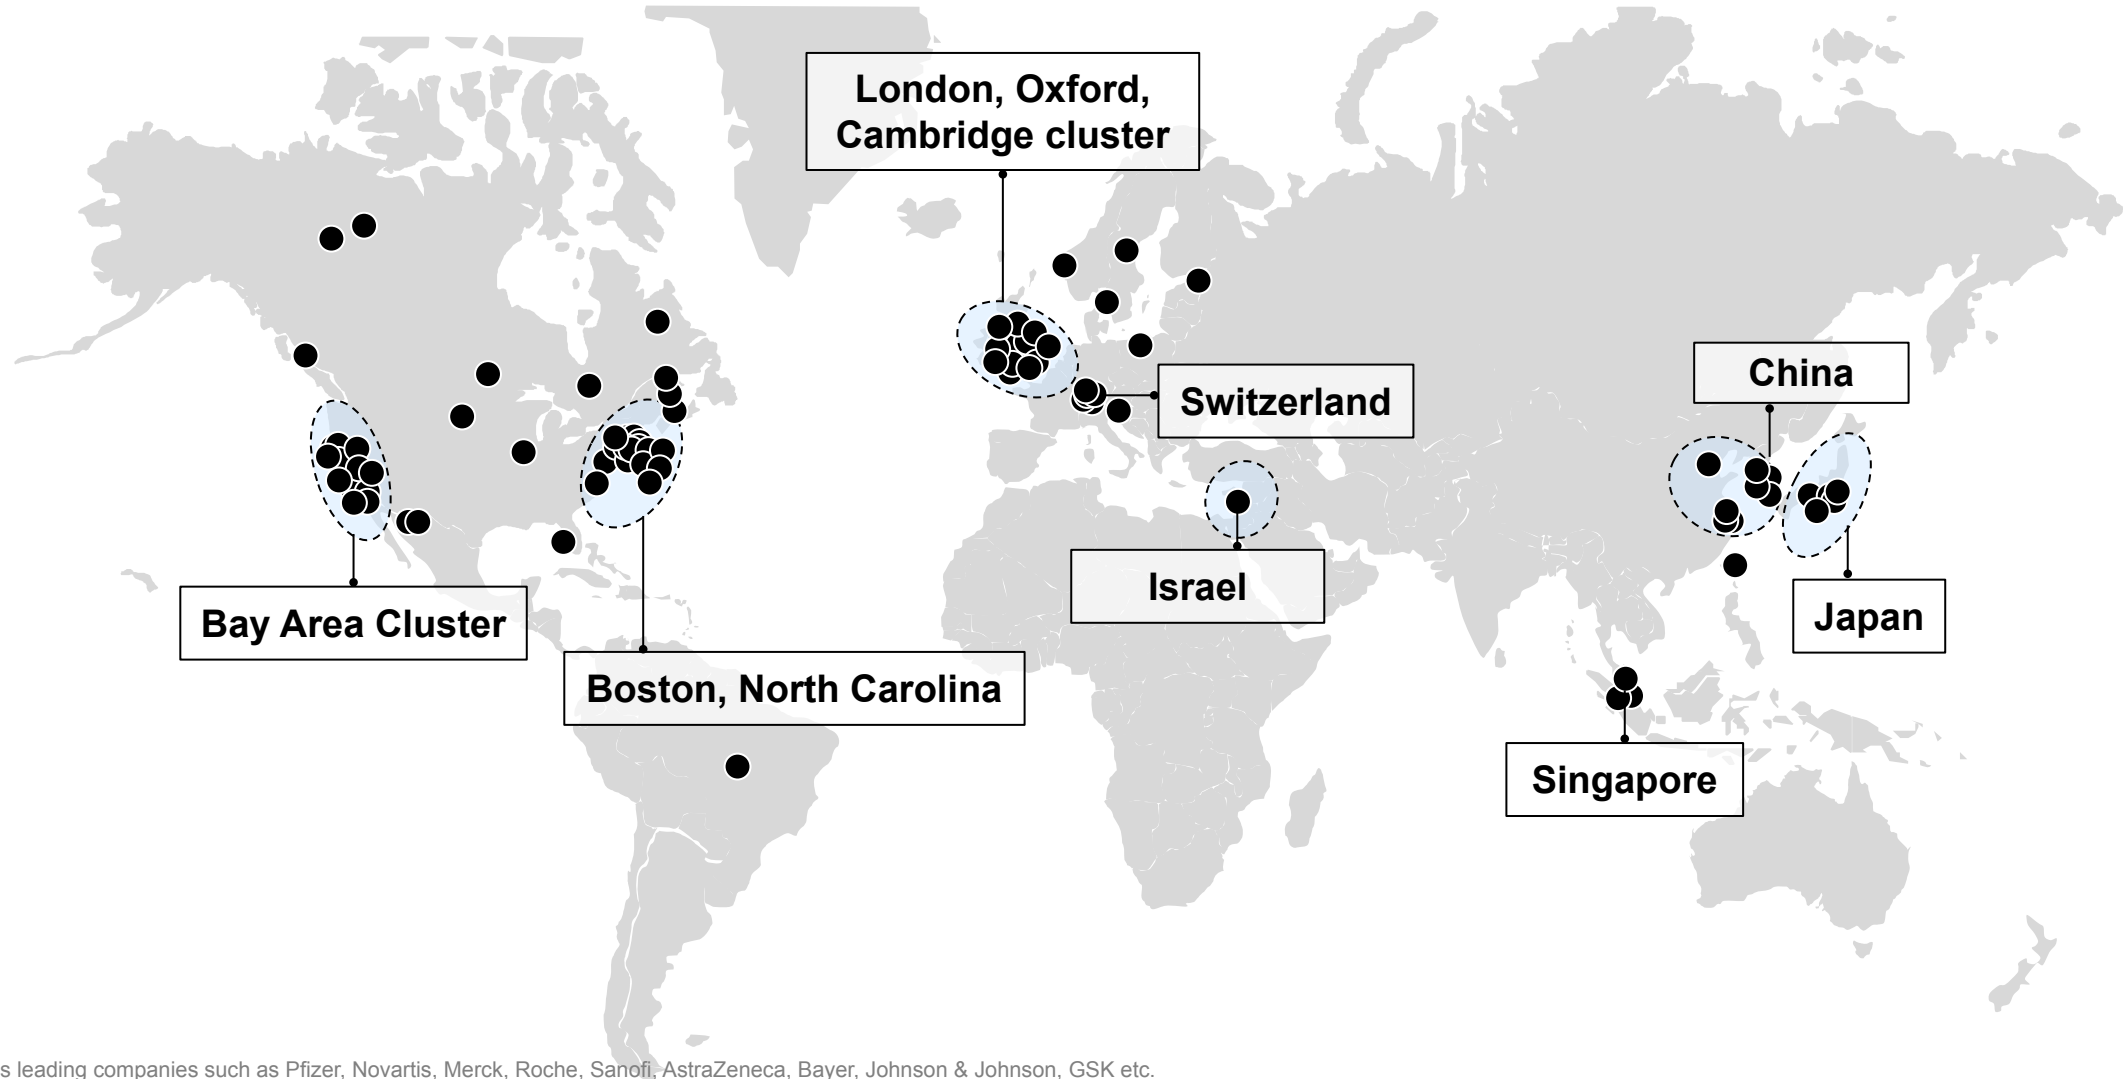 London, Oxford,
Cambridge cluster
China
Switzerland
Israel
Japan
Bay Area Cluster
Boston, North Carolina
Singapore
s leading companies such as Pfizer, Novartis, Merck, Roche, Sanofi, AstraZeneca, Bayer, Johnson & Johnson, GSK etc.